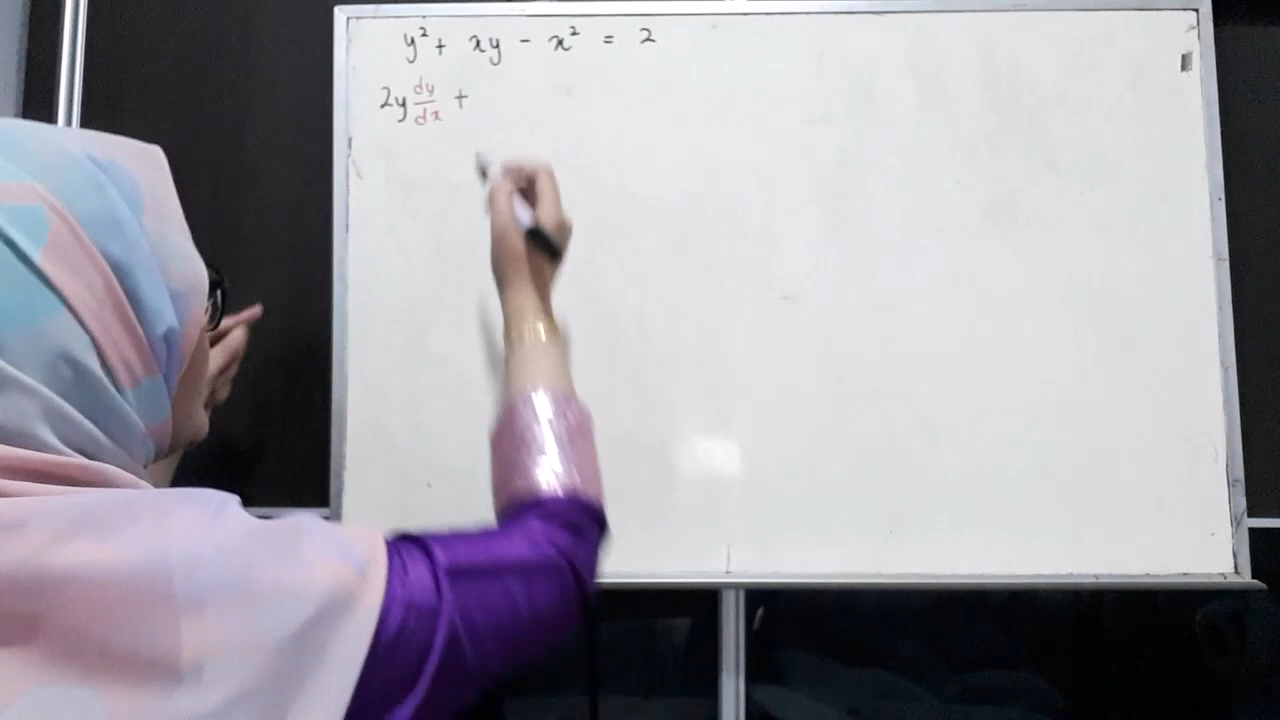 y² + xy - x² = 2
2y dy/dx +